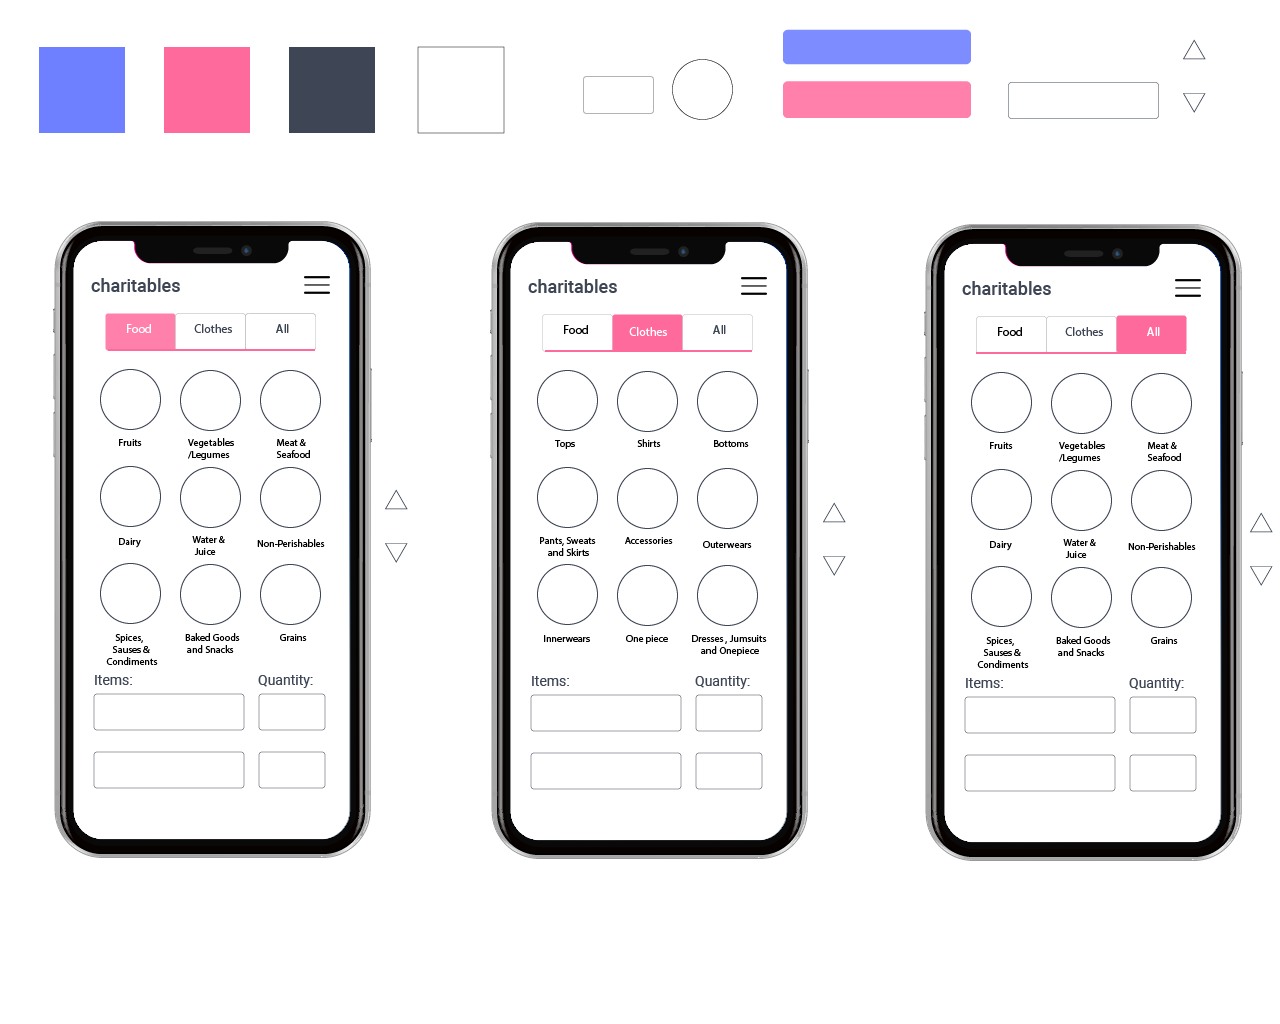 charitables
Food Clothes All
Fruits Vegetables Meat &
/Legumes Seafood
Dairy Water & Non-Perishables
Juice
Spices, Baked Goods Grains
Sauses & and Snacks
Condiments
Items: Quantity:
charitables
Food Clothes All
Tops Shirts Bottoms
Pants, Sweats Accessories Outerwears
and Skirts
Innerwears One piece Dresses , Jumsuits
and Onepiece
Items: Quantity:
charitables
Food Clothes All
Fruits Vegetables Meat &
/Legumes Seafood
Dairy Water & Non-Perishables
Juice
Spices, Baked Goods Grains
Sauses & and Snacks
Condiments
Items: Quantity: